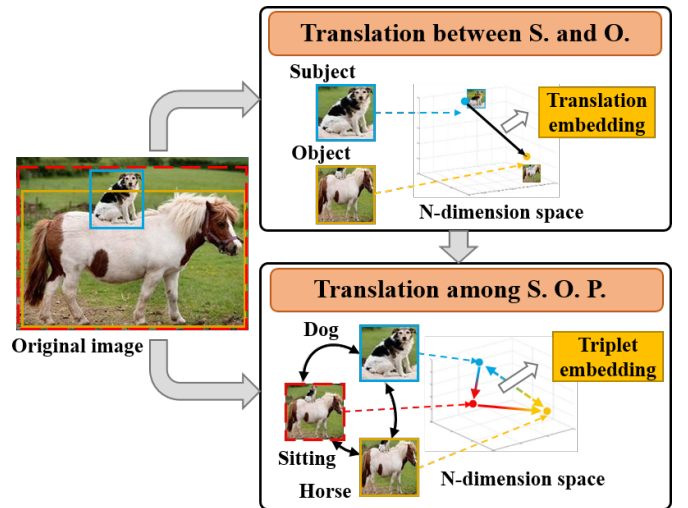 Translation between S. and O.
Subject
Object
Translation
embedding
N-dimension space
Original image
Translation among S. O. P.
Dog
Sitting
Horse
Triplet
embedding
N-dimension space